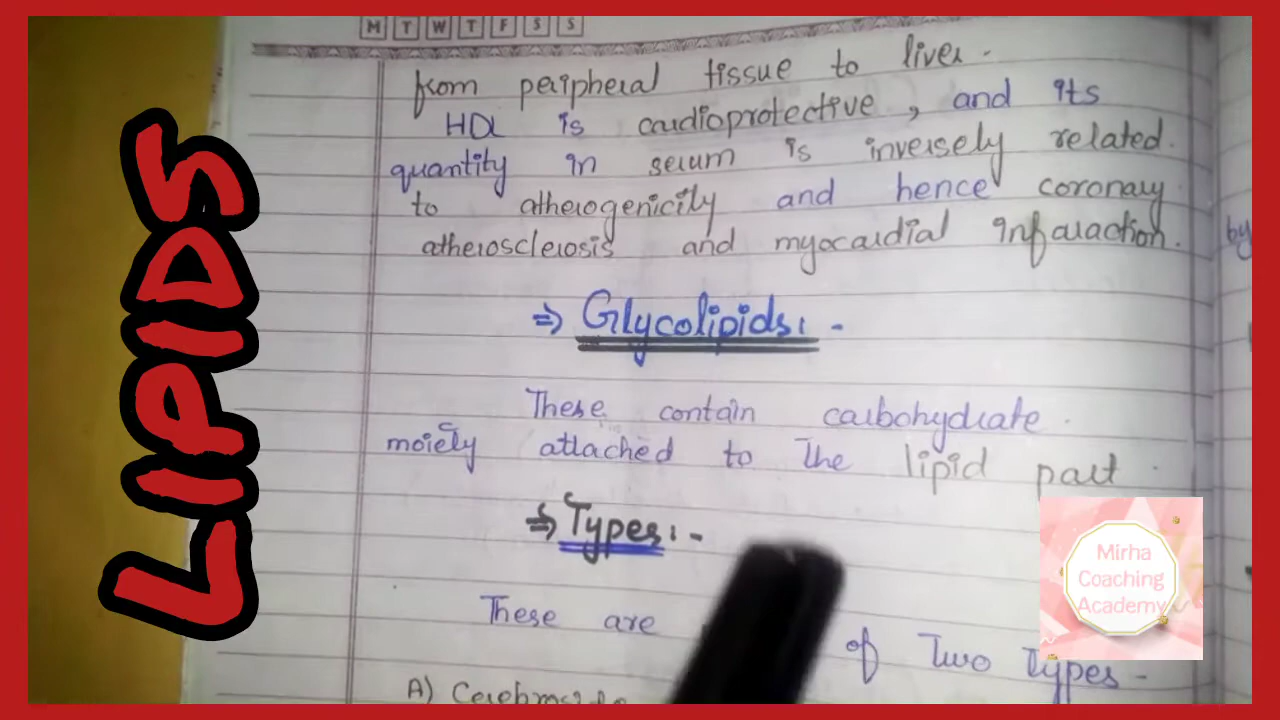 M T W T F S S
from peripheral tissue to liver.
HDL is cardioprotective, and its
quantity in serum is inversely related.
to atherogenicity and hence coronary
atherosclerosis and myocardial infaraction.
by
⇒ Glycolipids:-
These contain carbohydrate.
moiety attached to the lipid part.
⇒ Types:-
These are of Two Types-
A)
LIPIDS
Mirha
Coaching
Academy